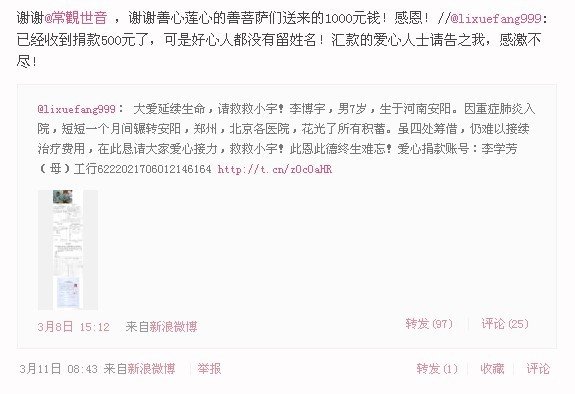 谢谢@常觀世音 ，谢谢善心莲心的善菩萨们送来的1000元钱！感恩！//@lixuefang999:
已经收到捐款500元了，可是好心人都没有留姓名！汇款的爱心人士请告之我，感激不
尽！
@lixuefang999： 大爱延续生命，请救救小宇！李博宇，男7岁，生于河南安阳。因重症肺炎入
院，短短一个月间辗转安阳，郑州，北京各医院，花光了所有积蓄。虽四处筹借，仍难以接续
治疗费用，在此恳请大家爱心接力，救救小宇！此恩此德终生难忘！爱心捐款账号：李学芳
（母）工行6222021706012146164 http://t.cn/zOcOaHR
3月8日 15:12 来自新浪微博 转发(97) 评论(25)
3月11日 08:43 来自新浪微博 举报 转发(1) 收藏 评论